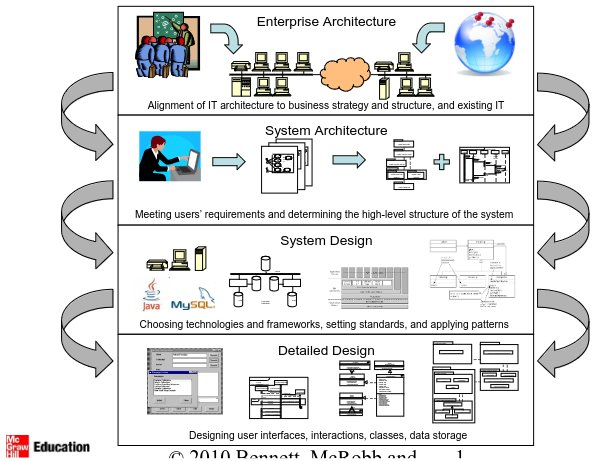 Enterprise Architecture
Alignment of IT architecture to business strategy and structure, and existing IT
System Architecture
Meeting users' requirements and determining the high-level structure of the system
System Design
Java
MySQL
Choosing technologies and frameworks, setting standards, and applying patterns
Detailed Design
Designing user interfaces, interactions, classes, data storage
Mc
Graw
Hill
Education
© 2010 Bennett, McRobb and
1